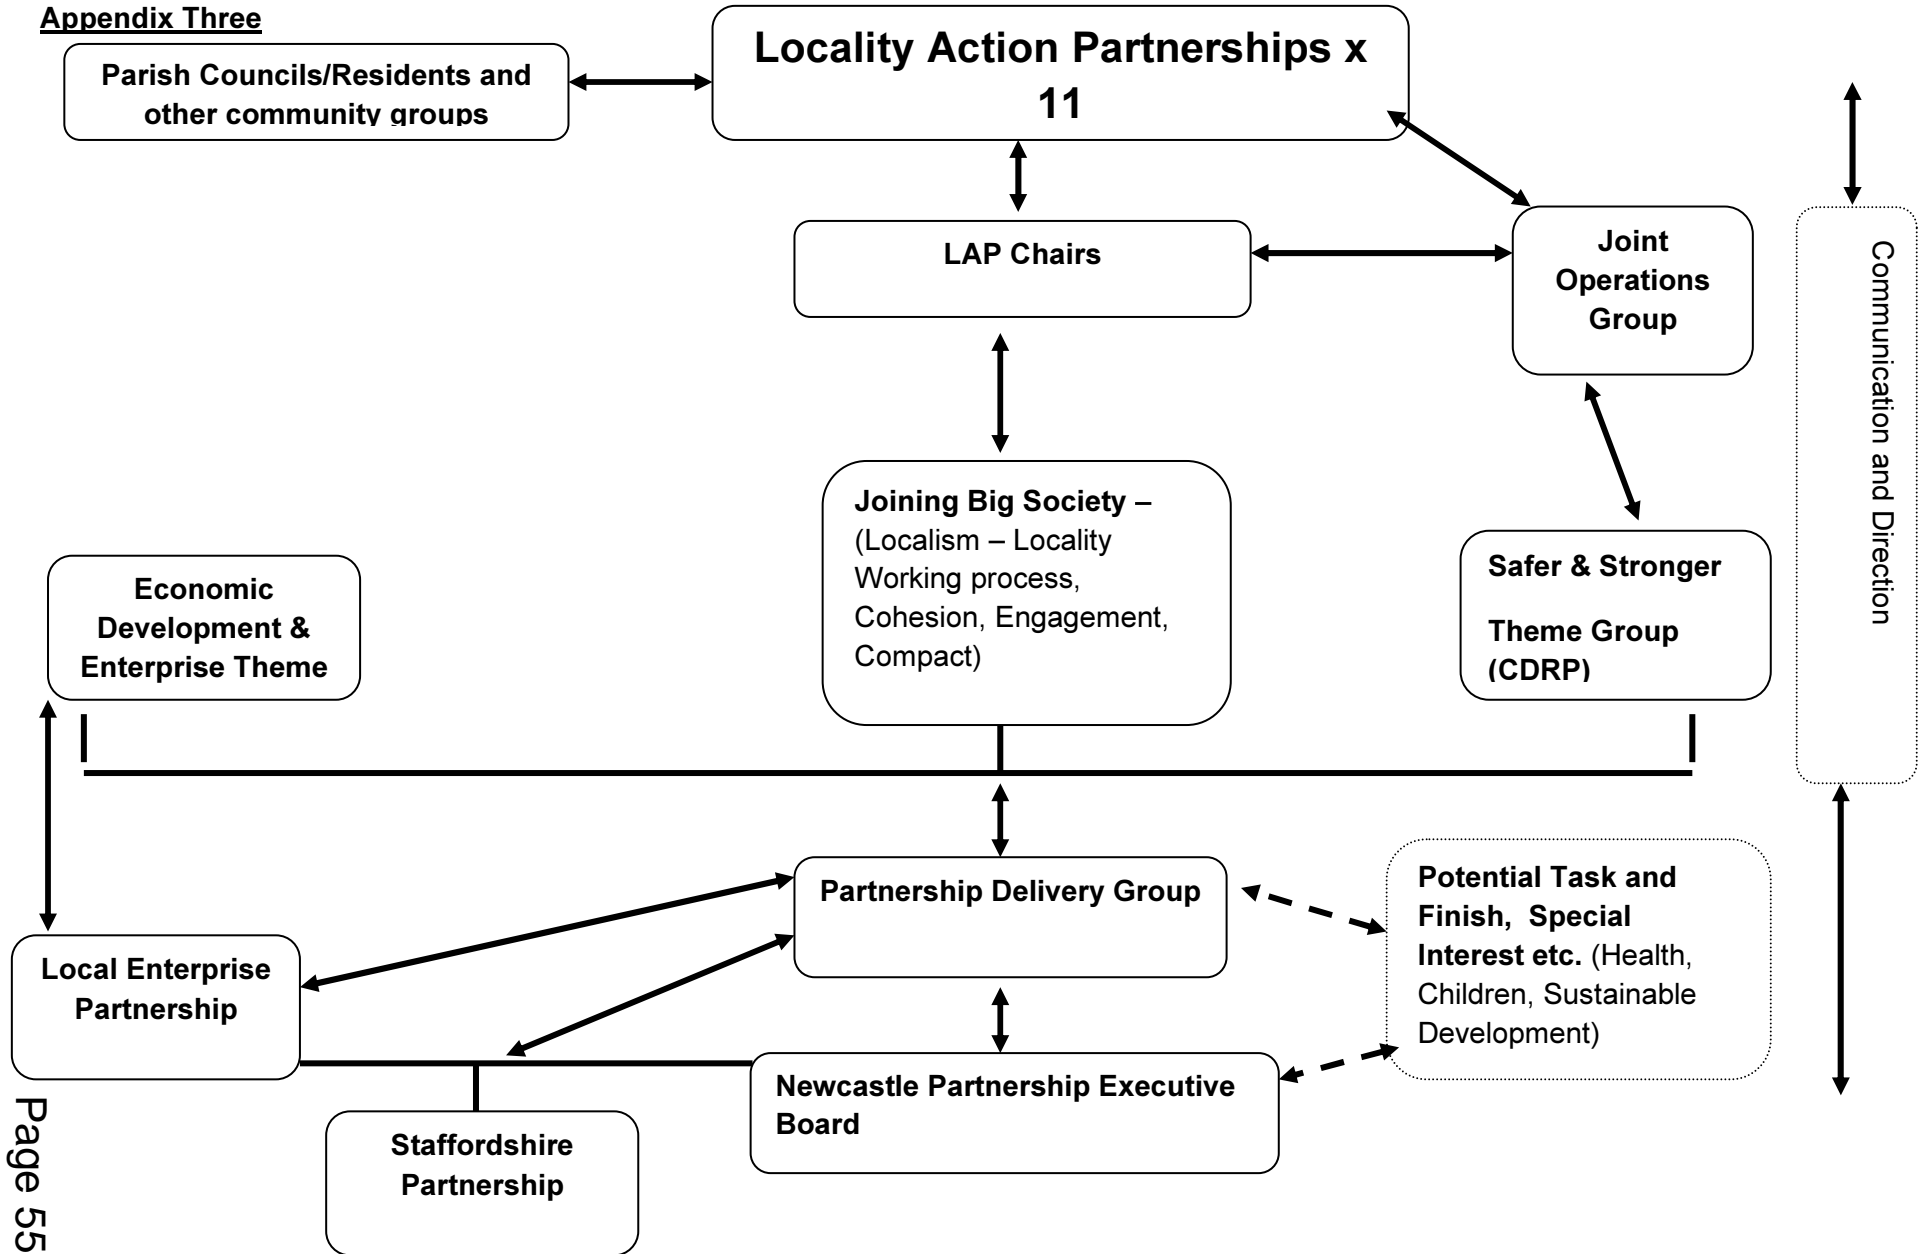 Appendix Three
Parish Councils/Residents and
other community groups
Locality Action Partnerships x
11
LAP Chairs
Joint
Operations
Group
Communication and Direction
Joining Big Society –
(Localism – Locality
Working process,
Cohesion, Engagement,
Compact)
Economic
Development &
Enterprise Theme
Safer & Stronger
Theme Group
(CDRP)
Partnership Delivery Group
Potential Task and
Finish, Special
Interest etc. (Health,
Children, Sustainable
Development)
Local Enterprise
Partnership
Newcastle Partnership Executive
Board
Staffordshire
Partnership
Page 55